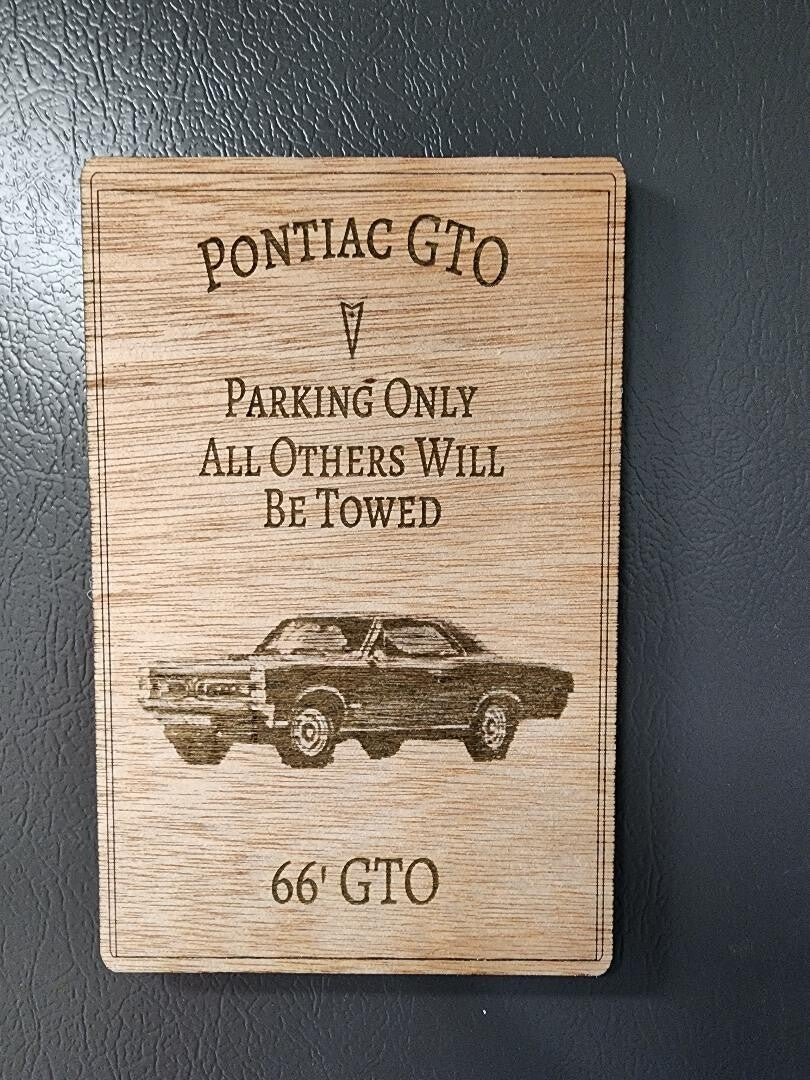 Pontiac GTO
Parking Only
All Others Will
Be Towed
66' GTO